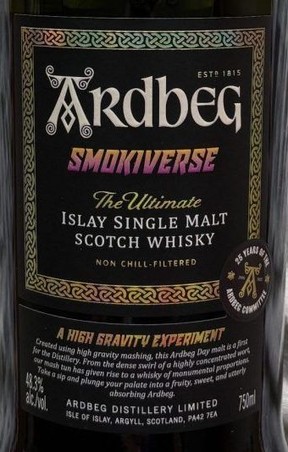 ESTD 1815
ARDBEG
SMOKIVERSE
The Ultimate
ISLAY SINGLE MALT
SCOTCH WHISKY
NON CHILL-FILTERED
25 YEARS OF THE
ARDBEG COMMITTEE
A HIGH GRAVITY EXPERIMENT
Created using high gravity mashing, this Ardbeg Day malt is a first
for the Distillery. From the dense swirl of a highly concentrated wort,
our mash tun has given rise to a whisky of monumental proportions.
Take a sip and plunge your palate into a fruity, sweet, and utterly
absorbing Ardbeg.
48.3%
alc./vol.
ARDBEG DISTILLERY LIMITED
ISLE OF ISLAY, ARGYLL, SCOTLAND, PA42 7EA
750ml